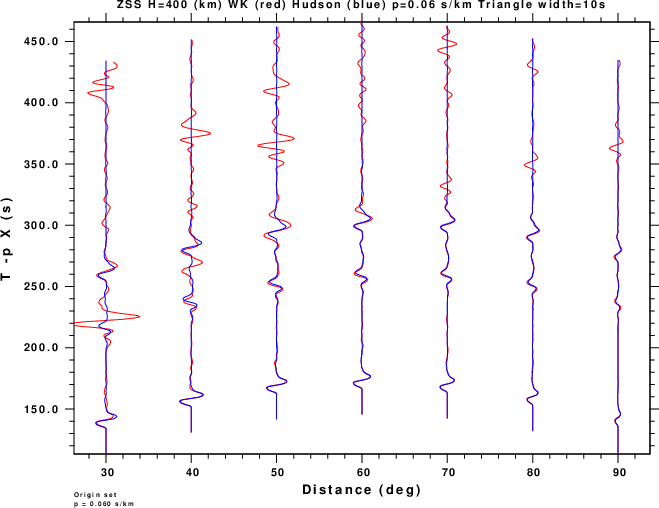 ZSS H=400 (km) WK (red) Hudson (blue) p=0.06 s/km Triangle width=10s
450.0
400.0
350.0
300.0
250.0
200.0
150.0
T -p X (s)
30 40 50 60 70 80 90
Distance (deg)
Origin set
p = 0.060 s/km